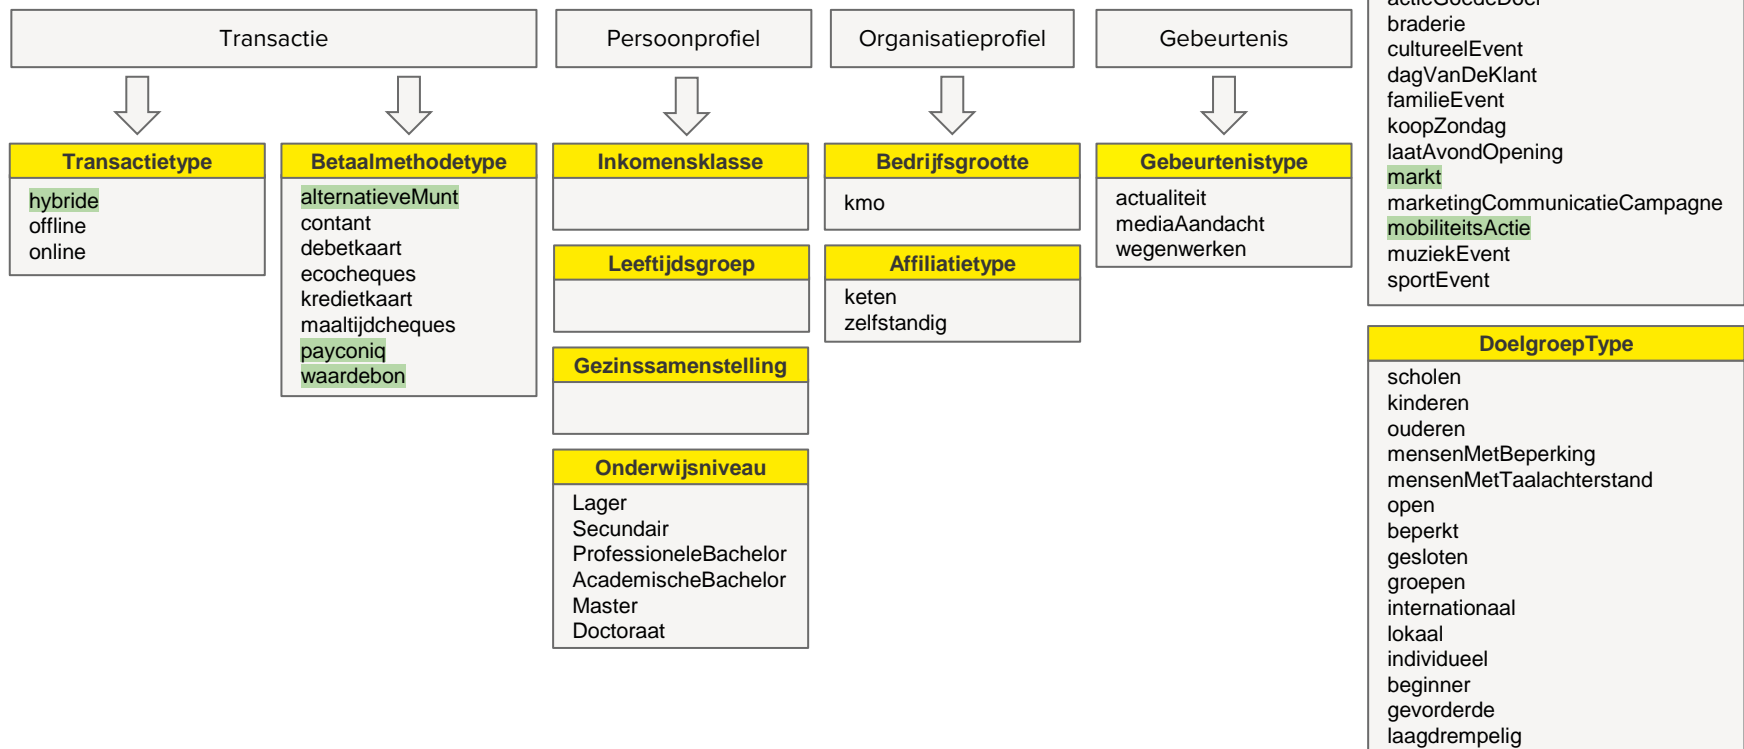 Transactie
Persoonprofiel
Organisatieprofiel
Gebeurtenis
Transactietype
hybride
offline
online
Betaalmethodetype
alternatieveMunt
contant
debetkaart
ecocheques
kredietkaart
maaltijdcheques
payconiq
waardebon
Inkomensklasse
Leeftijdsgroep
Gezinssamenstelling
Onderwijsniveau
Lager
Secundair
ProfessioneleBachelor
AcademischeBachelor
Master
Doctoraat
Bedrijfsgrootte
kmo
Affiliatietype
keten
zelfstandig
Gebeurtenistype
actualiteit
mediaAandacht
wegenwerken
actieGoedeDoel
braderie
cultureelEvent
dagVanDeKlant
familieEvent
koopZondag
laatAvondOpening
markt
marketingCommunicatieCampagne
mobiliteitsActie
muziekEvent
sportEvent
DoelgroepType
scholen
kinderen
ouderen
mensenMetBeperking
mensenMetTaalachterstand
open
beperkt
gesloten
groepen
internationaal
lokaal
individueel
beginner
gevorderde
laagdrempelig